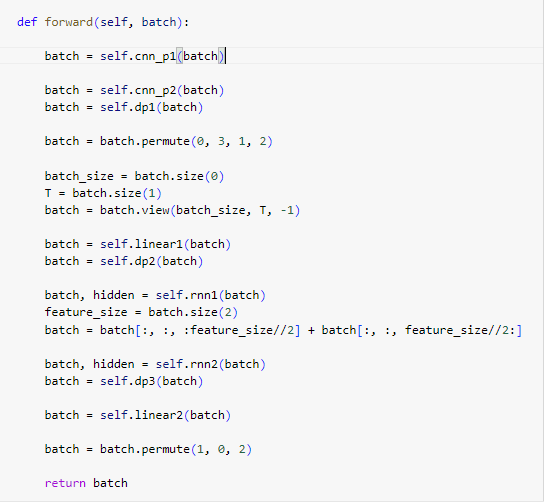 def forward(self, batch):
batch = self.cnn_p1(batch)
batch = self.cnn_p2(batch)
batch = self.dp1(batch)
batch = batch.permute(0, 3, 1, 2)
batch_size = batch.size(0)
T = batch.size(1)
batch = batch.view(batch_size, T, -1)
batch = self.linear1(batch)
batch = self.dp2(batch)
batch, hidden = self.rnn1(batch)
feature_size = batch.size(2)
batch = batch[:, :, :feature_size//2] + batch[:, :, feature_size//2:]
batch, hidden = self.rnn2(batch)
batch = self.dp3(batch)
batch = self.linear2(batch)
batch = batch.permute(1, 0, 2)
return batch